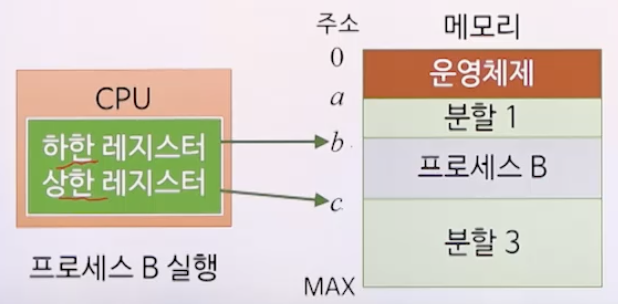 주소
메모리
0
운영체제
a
분할 1
b
프로세스 B
c
분할 3
MAX
CPU
하한 레지스터
상한 레지스터
프로세스 B 실행